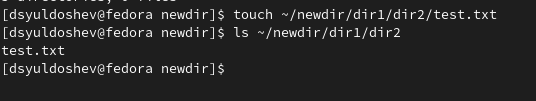 [dsyuldoshev@fedora newdir]$ touch ~/newdir/dir1/dir2/test.txt
[dsyuldoshev@fedora newdir]$ ls ~/newdir/dir1/dir2
test.txt
[dsyuldoshev@fedora newdir]$